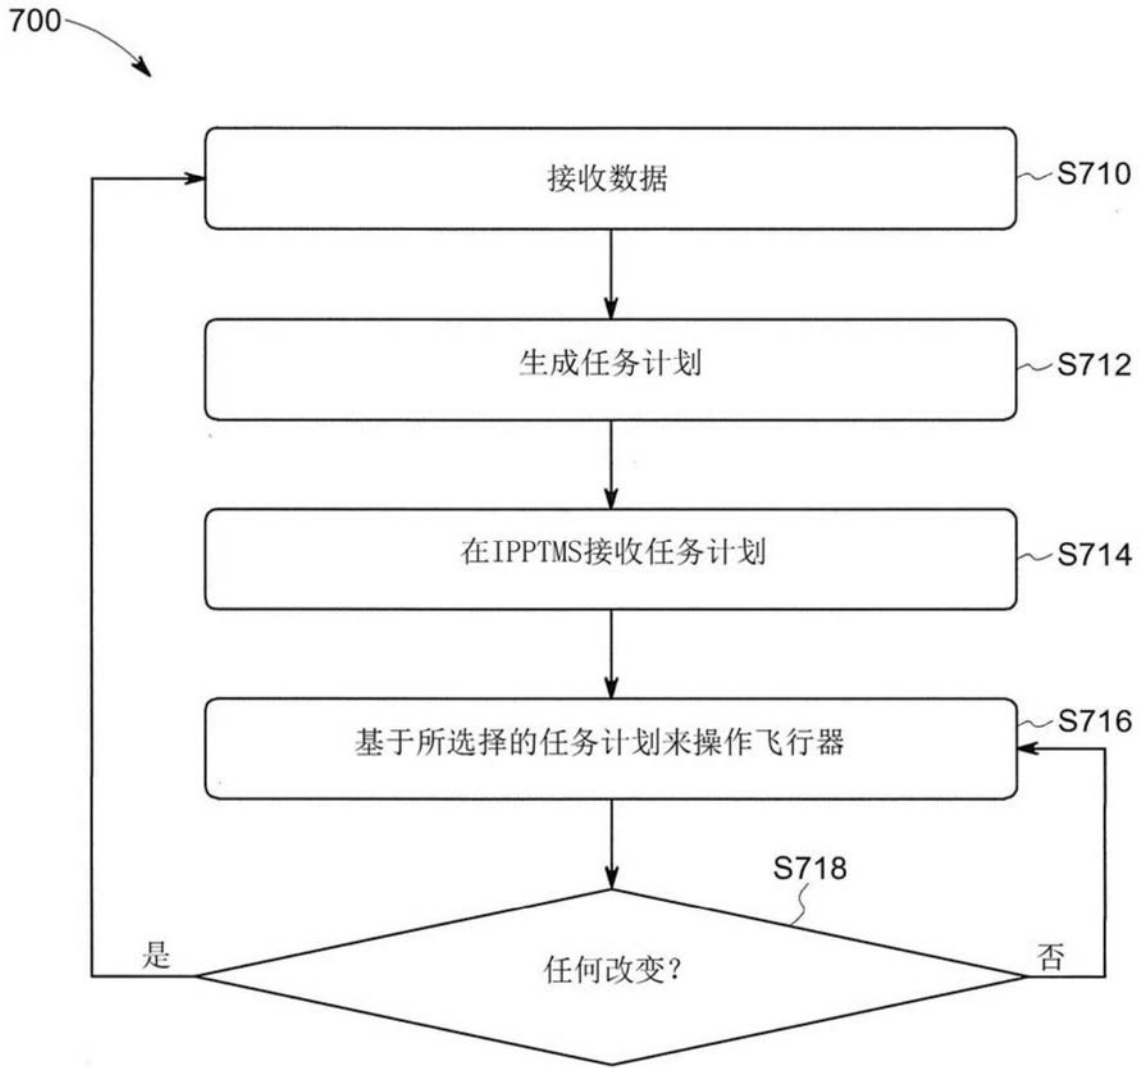 700
接收数据
S710
生成任务计划
S712
在IPPTMS接收任务计划
S714
基于所选择的任务计划来操作飞行器
S716
S718
是
任何改变？
否